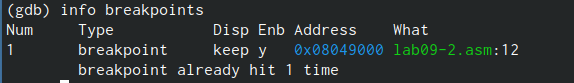 (gdb) info breakpoints
Num     Type           Disp Enb Address    What
1       breakpoint     keep y   0x08049000 lab09-2.asm:12
        breakpoint already hit 1 time